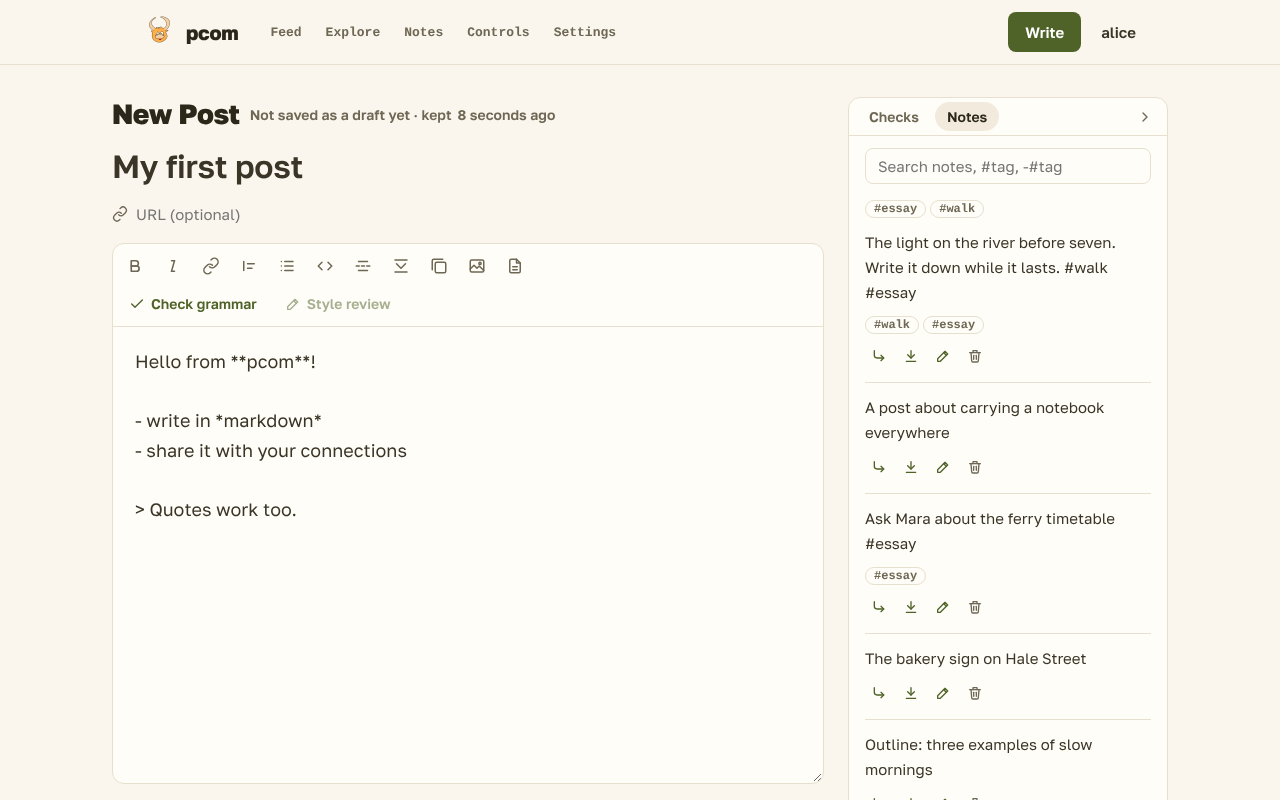 pcom Feed Explore Notes Controls Settings Write alice
New Post Not saved as a draft yet · kept 8 seconds ago
My first post
URL (optional)
Check grammar Style review
Hello from **pcom**!
- write in *markdown*
- share it with your connections
> Quotes work too.
Checks Notes
Search notes, #tag, -#tag
#essay #walk
The light on the river before seven.
Write it down while it lasts. #walk
#essay
#walk #essay
A post about carrying a notebook
everywhere
Ask Mara about the ferry timetable
#essay
#essay
The bakery sign on Hale Street
Outline: three examples of slow
mornings